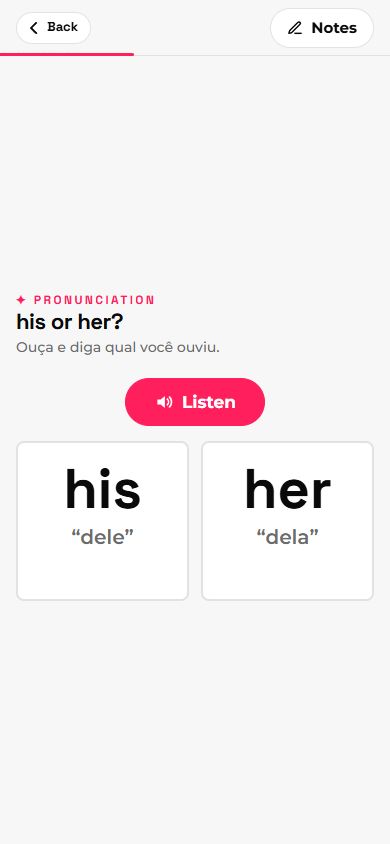 Back
Notes
PRONUNCIATION
his or her?
Ouça e diga qual você ouviu.
Listen
his
“dele”
her
“dela”